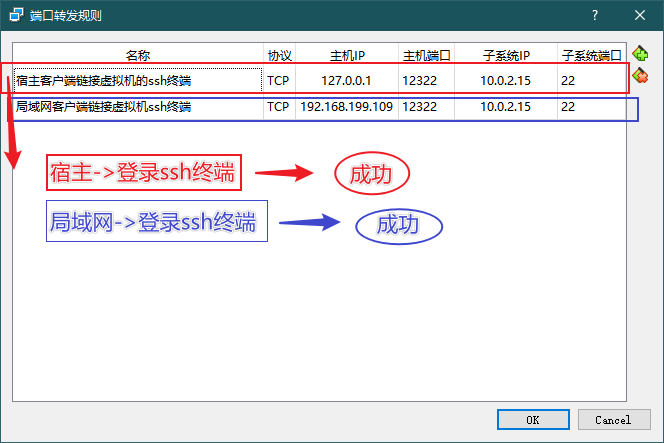 端口转发规则
名称 协议 主机IP 主机端口 子系统IP 子系统端口
宿主客户端链接虚拟机的ssh终端 TCP 127.0.0.1 12322 10.0.2.15 22
局域网客户端链接虚拟机ssh终端 TCP 192.168.199.109 12322 10.0.2.15 22
宿主->登录ssh终端 成功
局域网->登录ssh终端 成功
OK Cancel